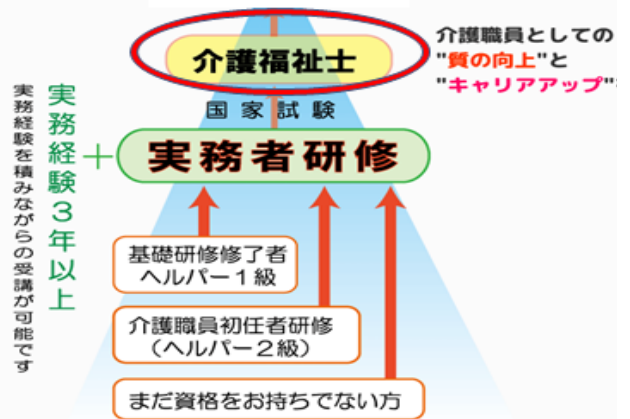 介護福祉士
介護職員としての
"質の向上"と
"キャリアアップ"
国家試験
実務経験3年以上
実務経験を積みながらの受講が可能です
+
実務者研修
基礎研修修了者
ヘルパー1級
介護職員初任者研修
（ヘルパー2級）
まだ資格をお持ちでない方